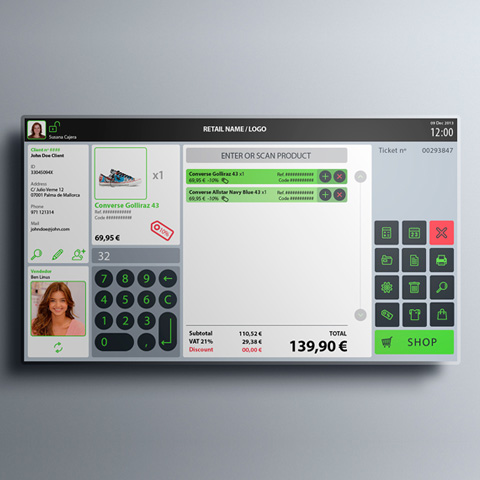 Susana Cajera
RETAIL NAME / LOGO
09 Dec 2013
12:00
Client nº ####
John Doe Client
ID
33045094X
Address
C/ Julio Verne 12
07001 Palma de Mallorca
Phone
971 121314
Mail
johndoe@john.com
Vendedor
Ben Linus
x1
Converse Golliraz 43
Ref. ############
Code ############
69,95 €
-10%
32
7 8 9 ←
4 5 6 C
1 2 3
0 ,
ENTER OR SCAN PRODUCT
Converse Golliraz 43 x1 Ref. ############
69,95 € -10% Code ############
Converse Allstar Navy Blue 43 x1 Ref. ############
69,95 € -10% Code ############
Subtotal 110,52 €
VAT 21% 29,38 €
Discount 00,00 €
TOTAL
139,90 €
Ticket nº 00293847
SHOP